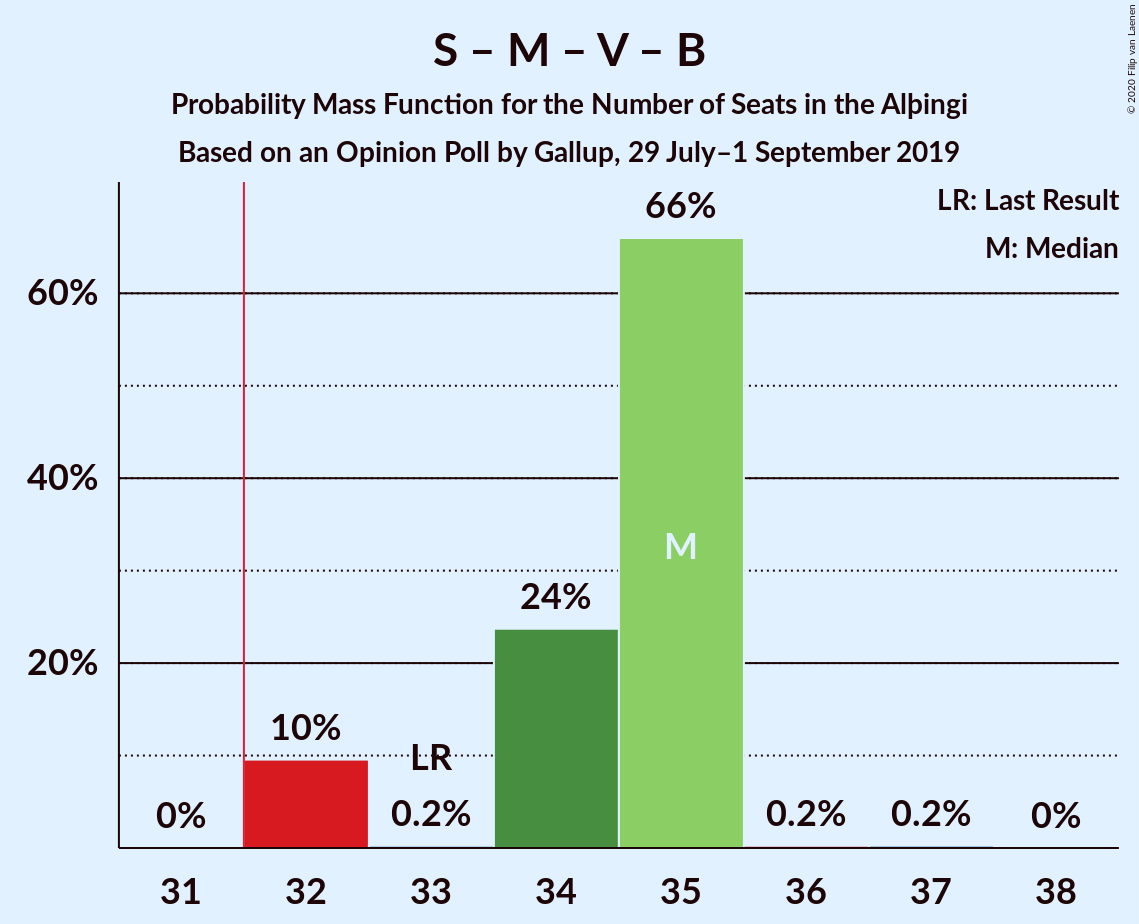 S – M – V – B
Probability Mass Function for the Number of Seats in the Alþingi
Based on an Opinion Poll by Gallup, 29 July–1 September 2019
© 2020 Filip van Laenen
LR: Last Result
M: Median
60%
40%
20%
0%
10%
LR
0.2%
24%
66%
M
0.2%
0.2%
0%
31 32 33 34 35 36 37 38